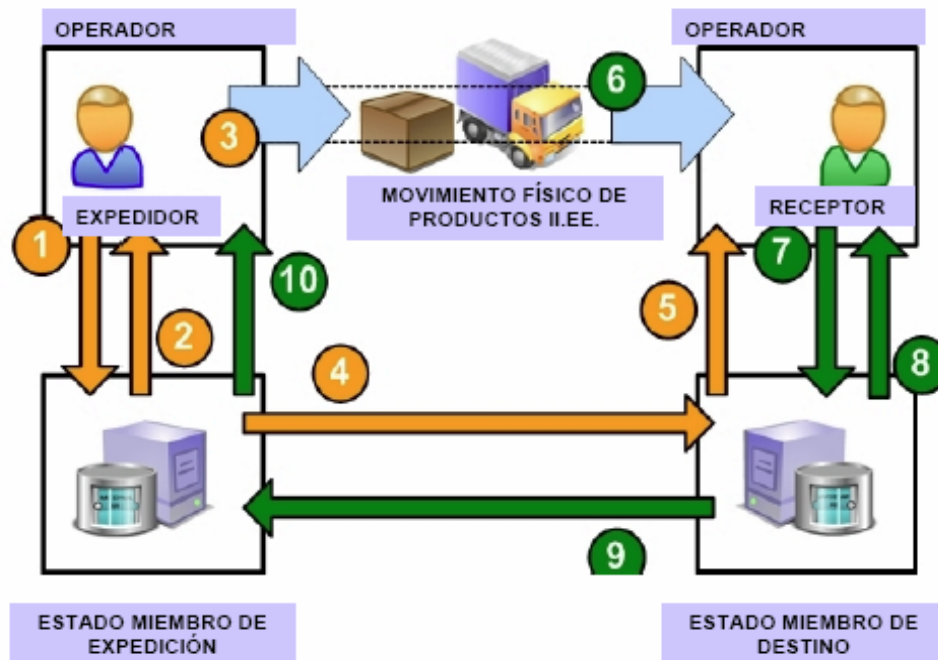 OPERADOR
OPERADOR
6
3
MOVIMIENTO FÍSICO DE
PRODUCTOS II.EE.
EXPEDIDOR
RECEPTOR
1
7
10
5
2
8
4
9
ESTADO MIEMBRO DE
EXPEDICIÓN
ESTADO MIEMBRO DE
DESTINO